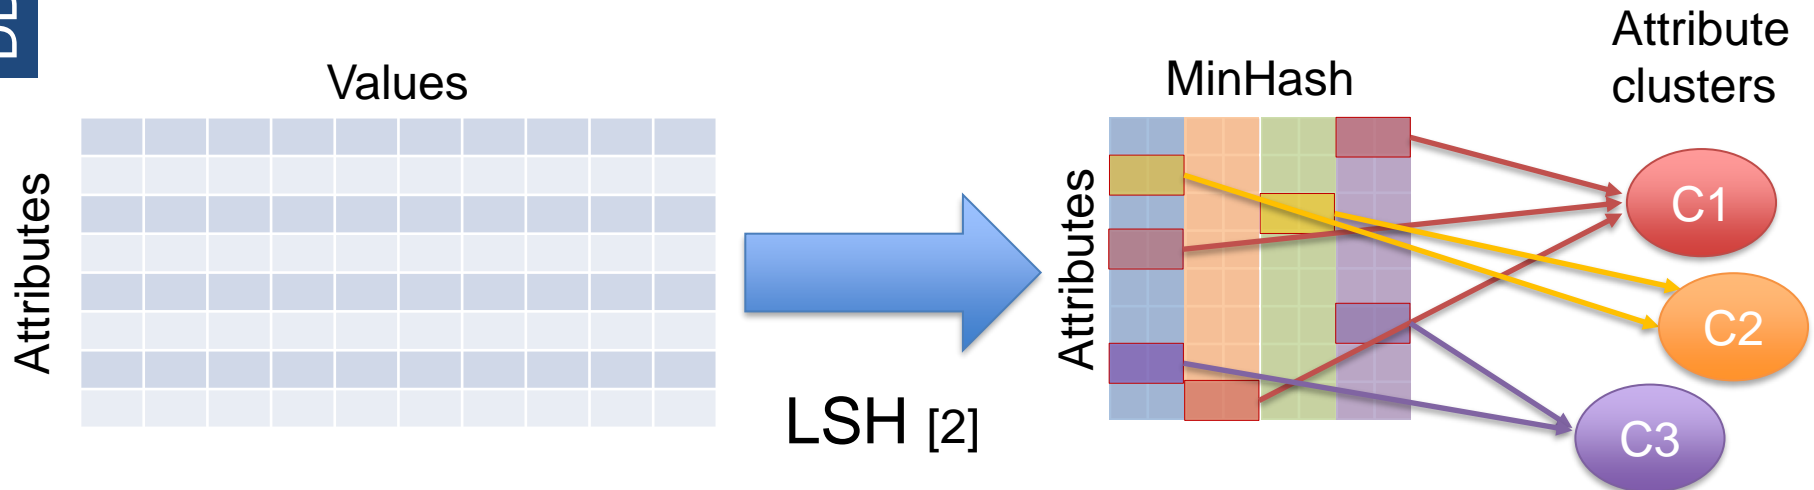 Values
Attributes
LSH [2]
MinHash
Attributes
Attribute
clusters
C1
C2
C3